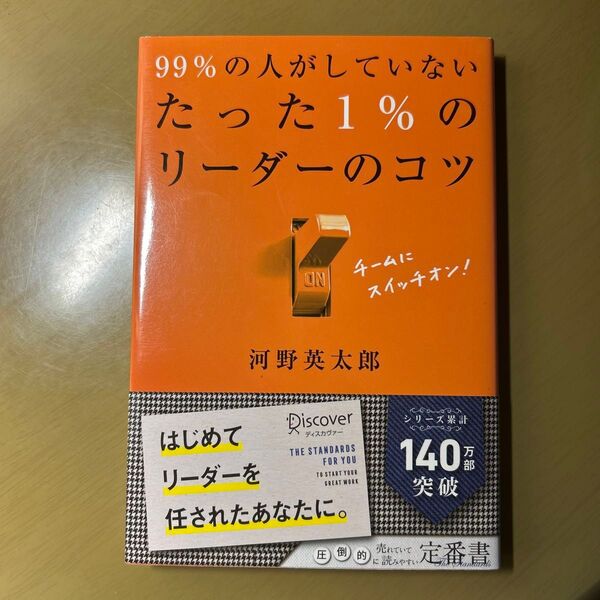 99%の人がしていない
たった1%の
リーダーのコツ
ON
チームに
スイッチオン!
河野英太郎
Discover
ディスカヴァー
THE STANDARDS
FOR YOU
TO START YOUR
GREAT WORK
はじめて
リーダーを
任されたあなたに。
シリーズ累計
140万部
突破
圧倒的に
売れていて
読みやすい
定番書
The Standards